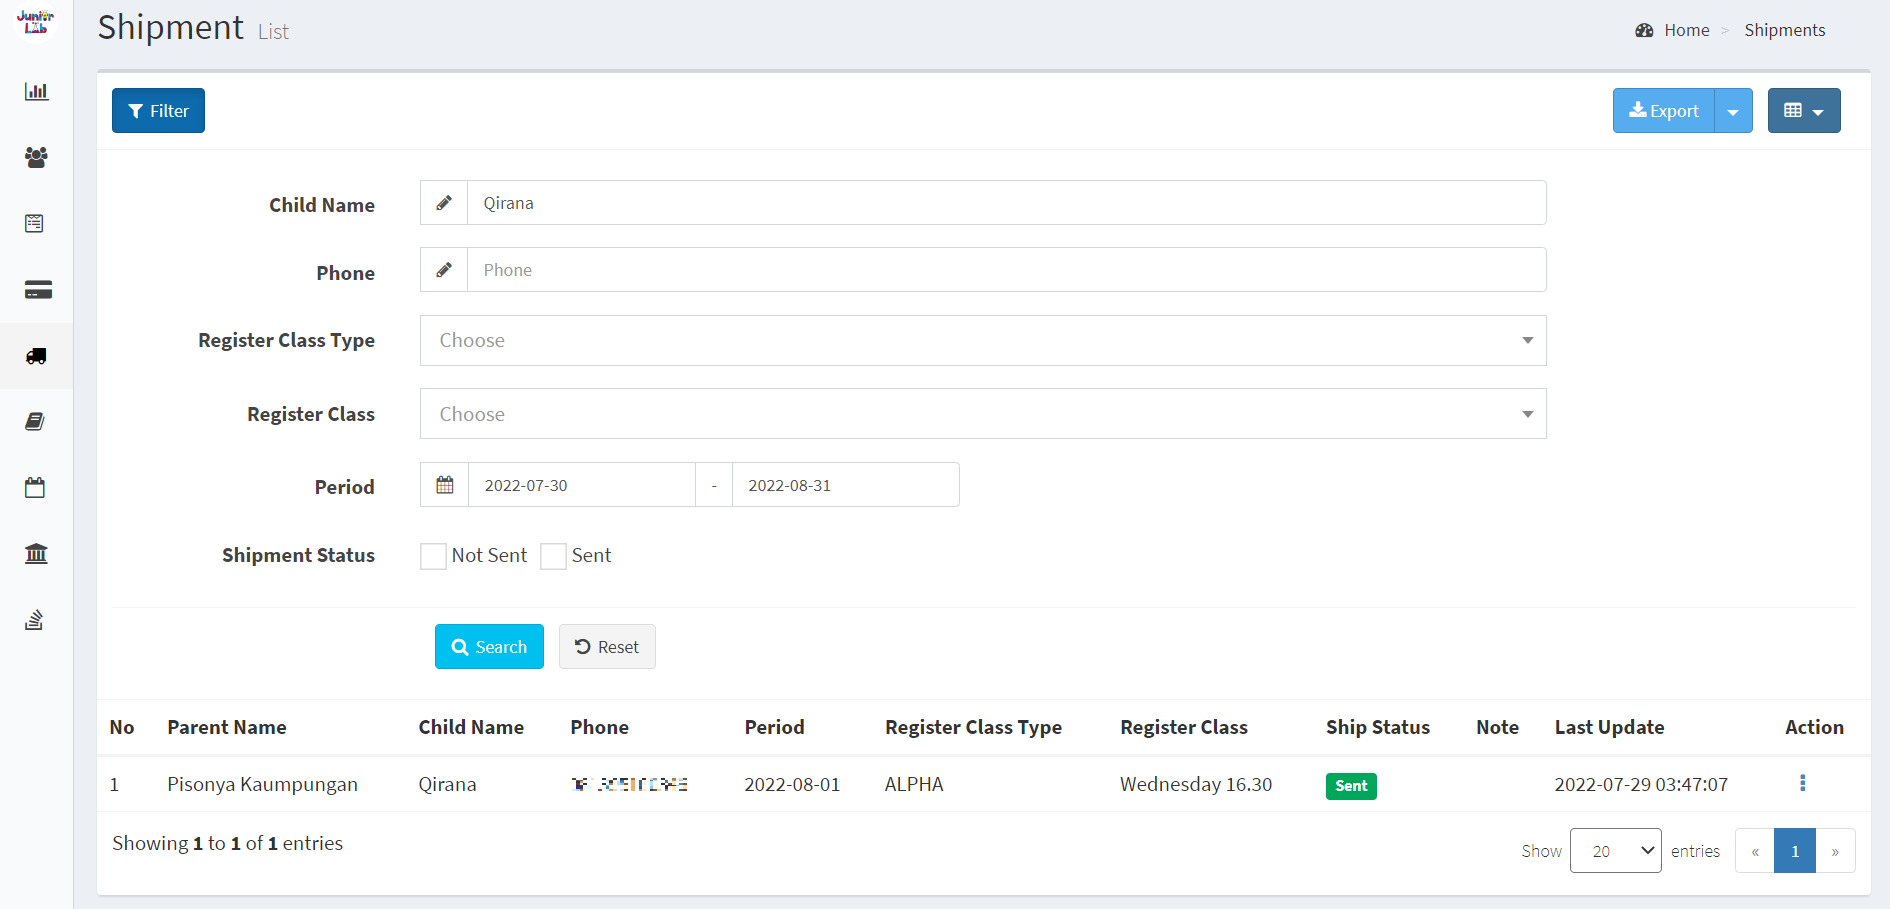 Junior
Lab
Shipment List
Home > Shipments
Filter
Export
Child Name
Qirana
Phone
Phone
Register Class Type
Choose
Register Class
Choose
Period
2022-07-30 - 2022-08-31
Shipment Status
Not Sent Sent
Search Reset
No Parent Name Child Name Phone Period Register Class Type Register Class Ship Status Note Last Update Action
1 Pisonya Kaumpungan Qirana 2022-08-01 ALPHA Wednesday 16.30 Sent 2022-07-29 03:47:07
Showing 1 to 1 of 1 entries
Show 20 entries « 1 »